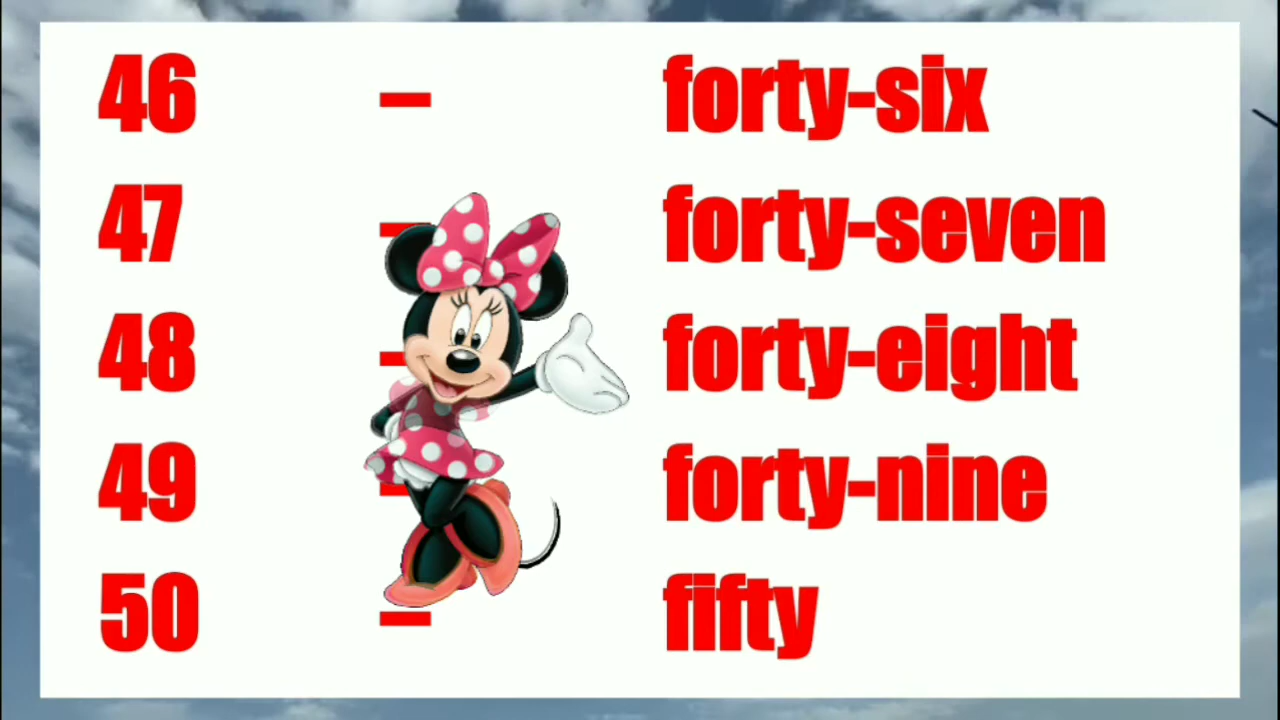 46 – forty-six
47 – forty-seven
48 – forty-eight
49 – forty-nine
50 – fifty